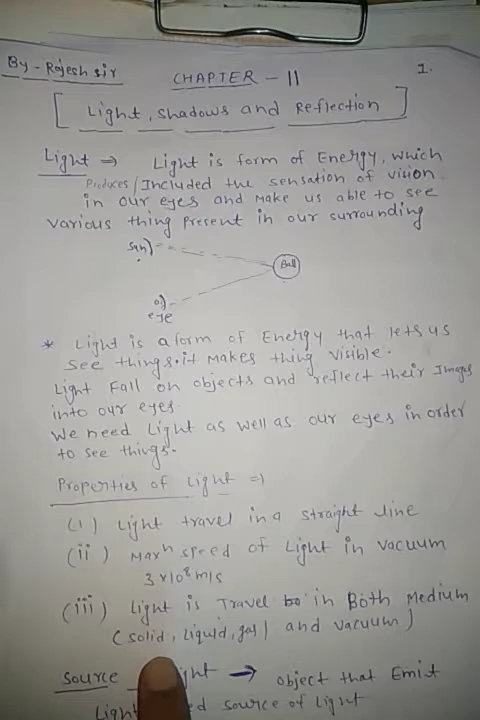 By - Rajesh sir
CHAPTER - 11
1.
[ Light, Shadows and Reflection ]
Light ⇒ Light is form of Energy, which
Produces/Included the sensation of vision
in our eyes and make us able to see
various thing present in our surrounding
Sun
Ball
eye
* Light is a form of Energy that lets us
see things. it makes thing visible.
Light Fall on objects and reflect their Images
into our eyes.
We need Light as well as our eyes in order
to see things.
Properties of Light ⇒
(i) Light travel in a straight line
(ii) Maxⁿ speed of Light in vacuum
3 × 10⁸ m/s
(iii) Light is Travel in Both Medium
(solid, Liquid, gas) and vacuum)
Source → object that Emit
Light source of Light